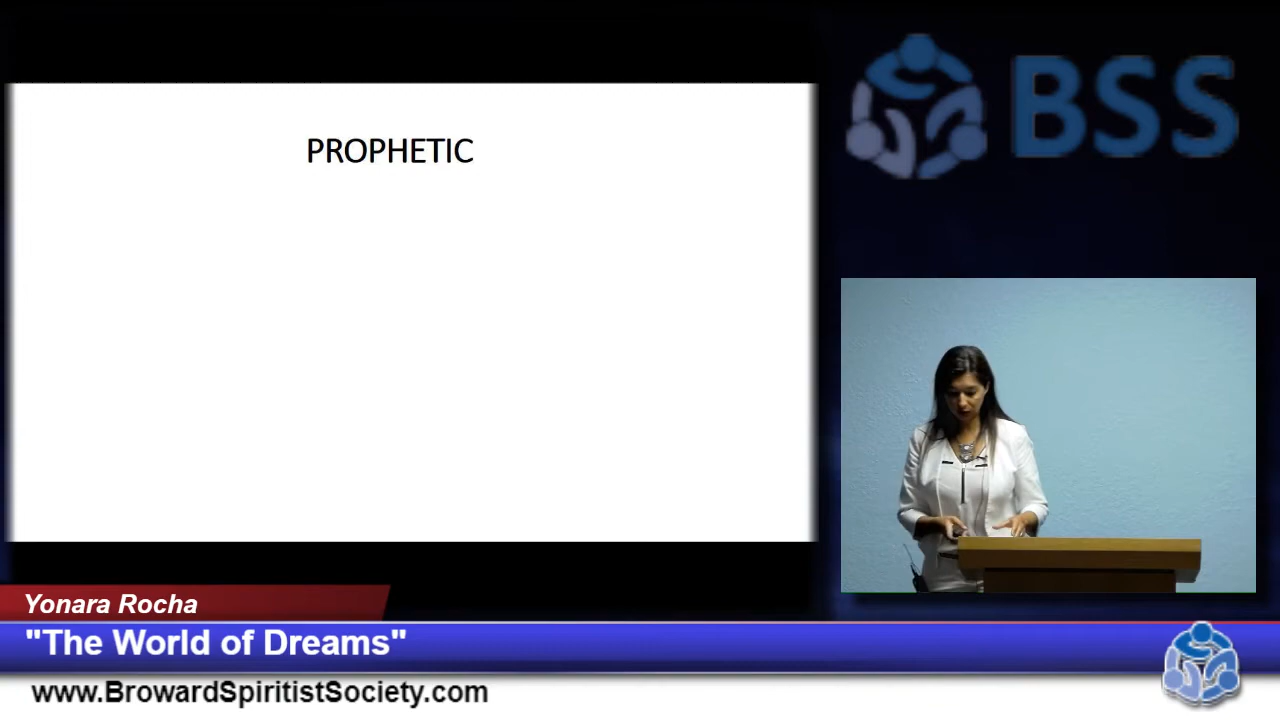 PROPHETIC
BSS
Yonara Rocha
"The World of Dreams"
www.BrowardSpiritistSociety.com